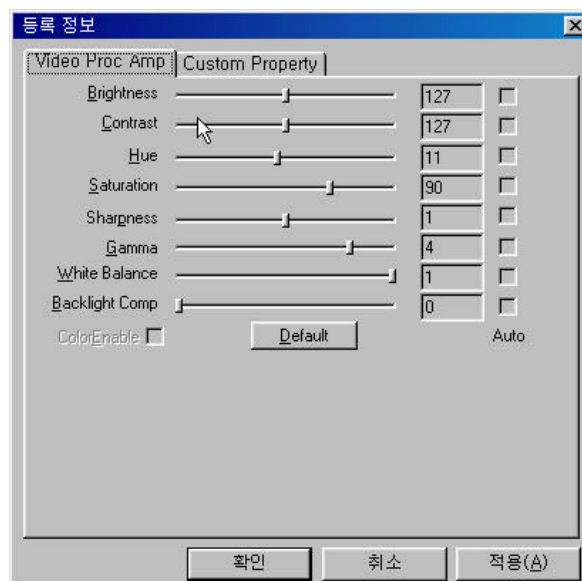 등록 정보
Video Proc Amp Custom Property
Brightness 127
Contrast 127
Hue 11
Saturation 90
Sharpness 1
Gamma 4
White Balance 1
Backlight Comp 0
ColorEnable Default Auto
확인 취소 적용(A)